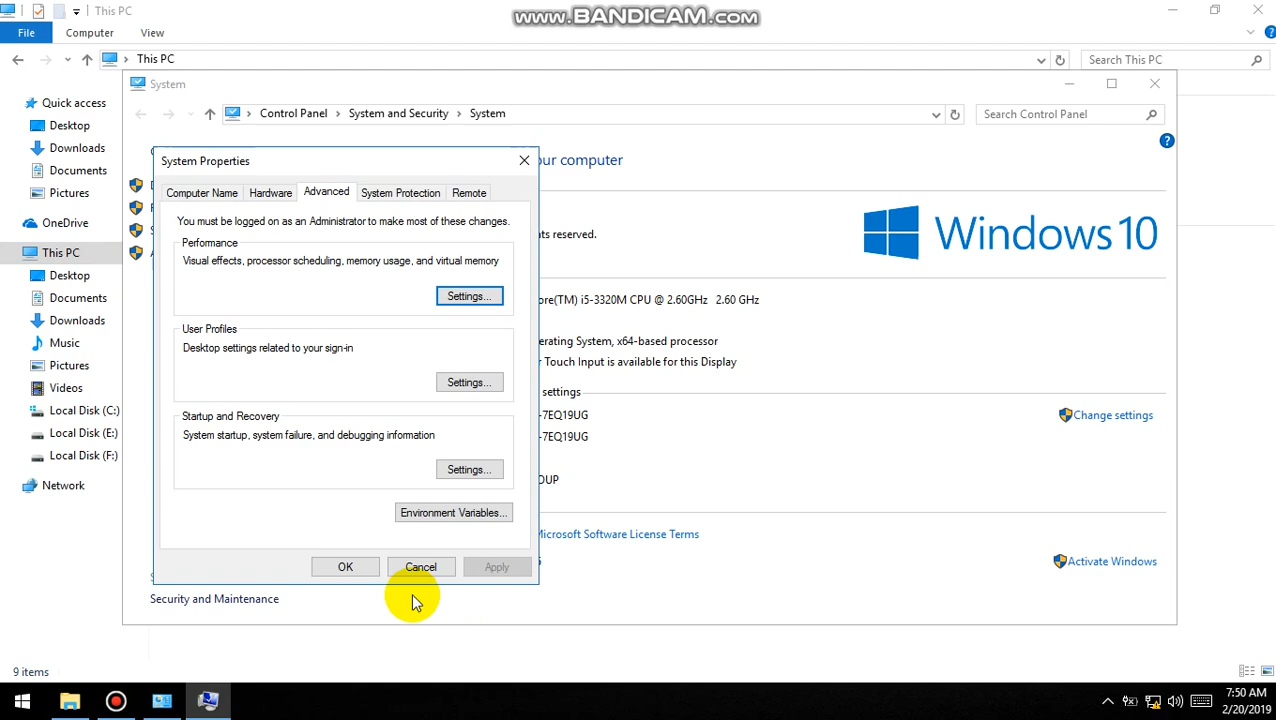 This PC
www.BANDICAM.com
File
Computer
View
This PC
Search This PC
System
Control Panel
System and Security
System
Search Control Panel
Quick access
Desktop
Downloads
Documents
Pictures
OneDrive
This PC
Desktop
Documents
Downloads
Music
Pictures
Videos
Local Disk (C:)
Local Disk (E:)
Local Disk (F:)
Network
System Properties
Computer Name
Hardware
Advanced
System Protection
Remote
You must be logged on as an Administrator to make most of these changes.
Performance
Visual effects, processor scheduling, memory usage, and virtual memory
Settings...
User Profiles
Desktop settings related to your sign-in
Settings...
Startup and Recovery
System startup, system failure, and debugging information
Settings...
Environment Variables...
OK
Cancel
Apply
our computer
ts reserved.
Windows 10
ore(TM) i5-3320M CPU @ 2.60GHz 2.60 GHz
erating System, x64-based processor
Touch Input is available for this Display
settings
-7EQ19UG
Change settings
-7EQ19UG
OUP
Microsoft Software License Terms
Activate Windows
Security and Maintenance
9 items
7:50 AM
2/20/2019